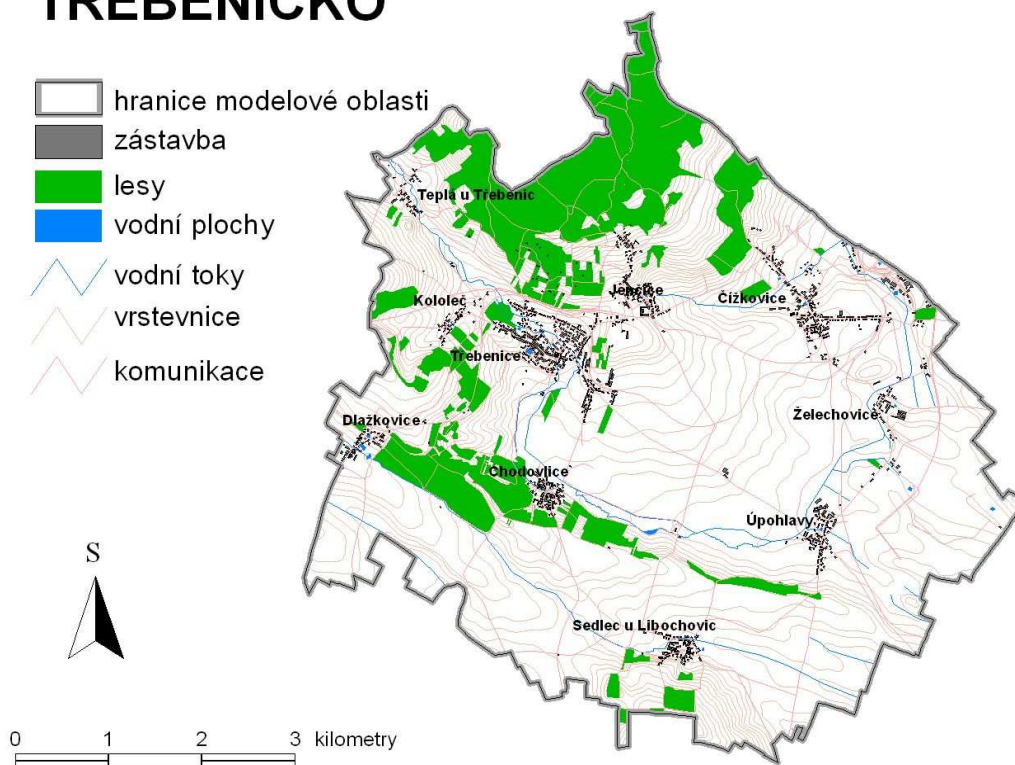 TŘEBENICKO
hranice modelové oblasti
zástavba
lesy
vodní plochy
vodní toky
vrstevnice
komunikace
Teplá u Třebenic
Jenčice
Čížkovice
Kololeč
Třebenice
Dlažkovice
Želechovice
Chodovlice
Úpohlavy
Sedlec u Libochovic
S
0 1 2 3 kilometry